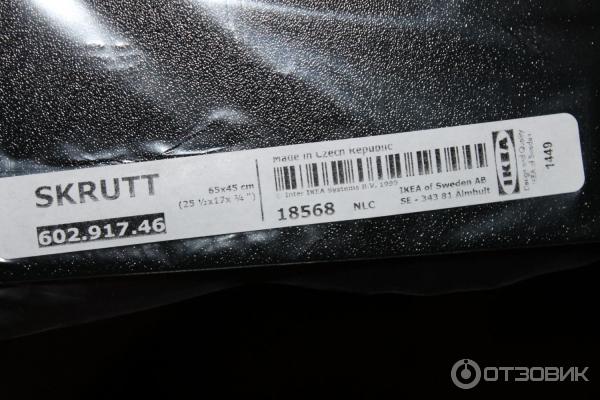 SKRUTT
602.917.46
65x45 cm
(25 ½x17x ¾")
Made in Czech Republic
© Inter IKEA Systems B.V. 1999
18568 NLC
IKEA of Sweden AB
SE - 343 81 Älmhult
IKEA
Design and Quality
IKEA of Sweden
1449
ОТЗОВИК